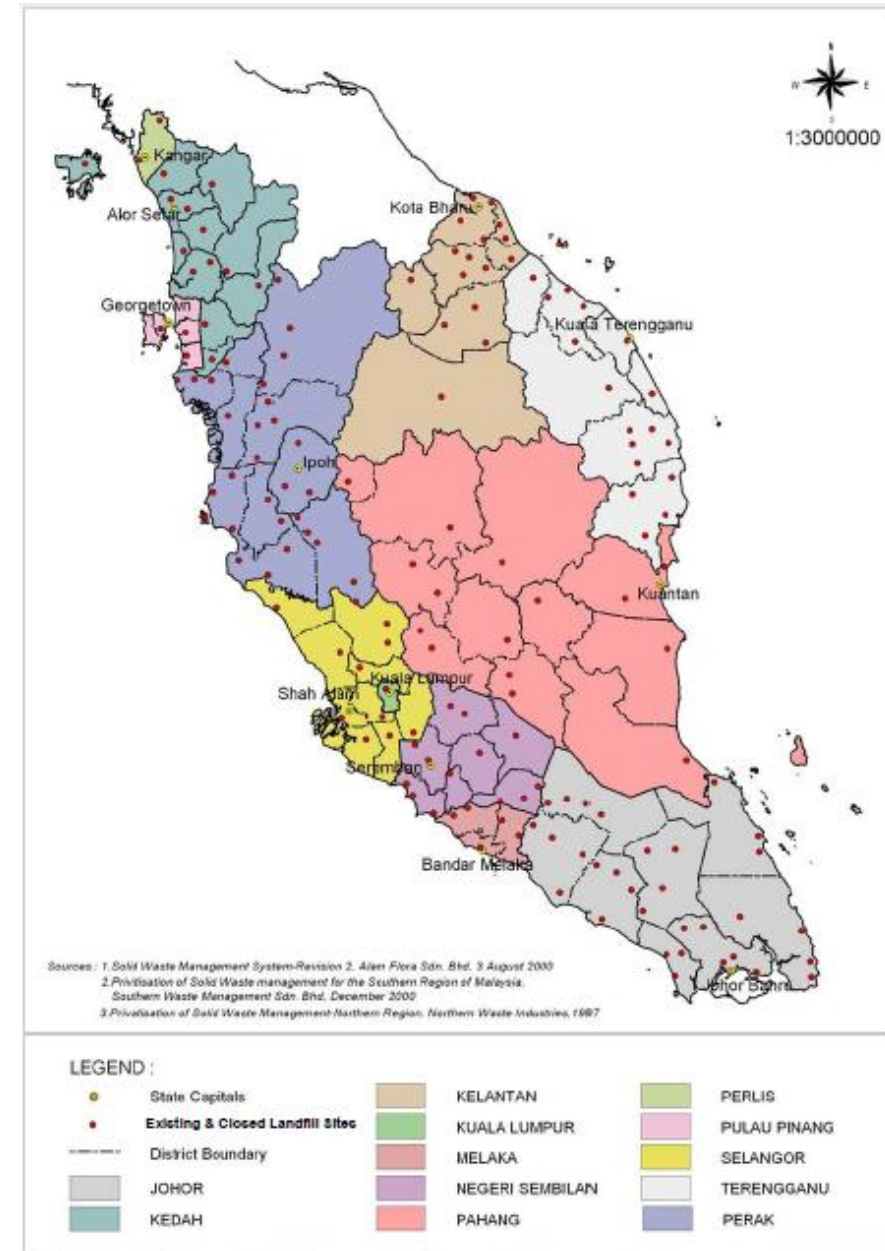 N
W E
S
1:3000000
Kangar
Alor Setar
Kota Bharu
Georgetown
Kuala Terengganu
Ipoh
Kuantan
Kuala Lumpur
Shah Alam
Seremban
Bandar Melaka
Johor Bahru
Sources : 1.Solid Waste Management System-Revision 2, Alam Flora Sdn. Bhd. 3 August 2000
2.Privitisation of Solid Waste management for the Southern Region of Malaysia,
Southern Waste Management Sdn. Bhd, December 2000
3.Privatisation of Solid Waste Management-Northern Region, Northern Waste Industries,1997
LEGEND :
State Capitals
Existing & Closed Landfill Sites
District Boundary
JOHOR
KEDAH
KELANTAN
KUALA LUMPUR
MELAKA
NEGERI SEMBILAN
PAHANG
PERLIS
PULAU PINANG
SELANGOR
TERENGGANU
PERAK